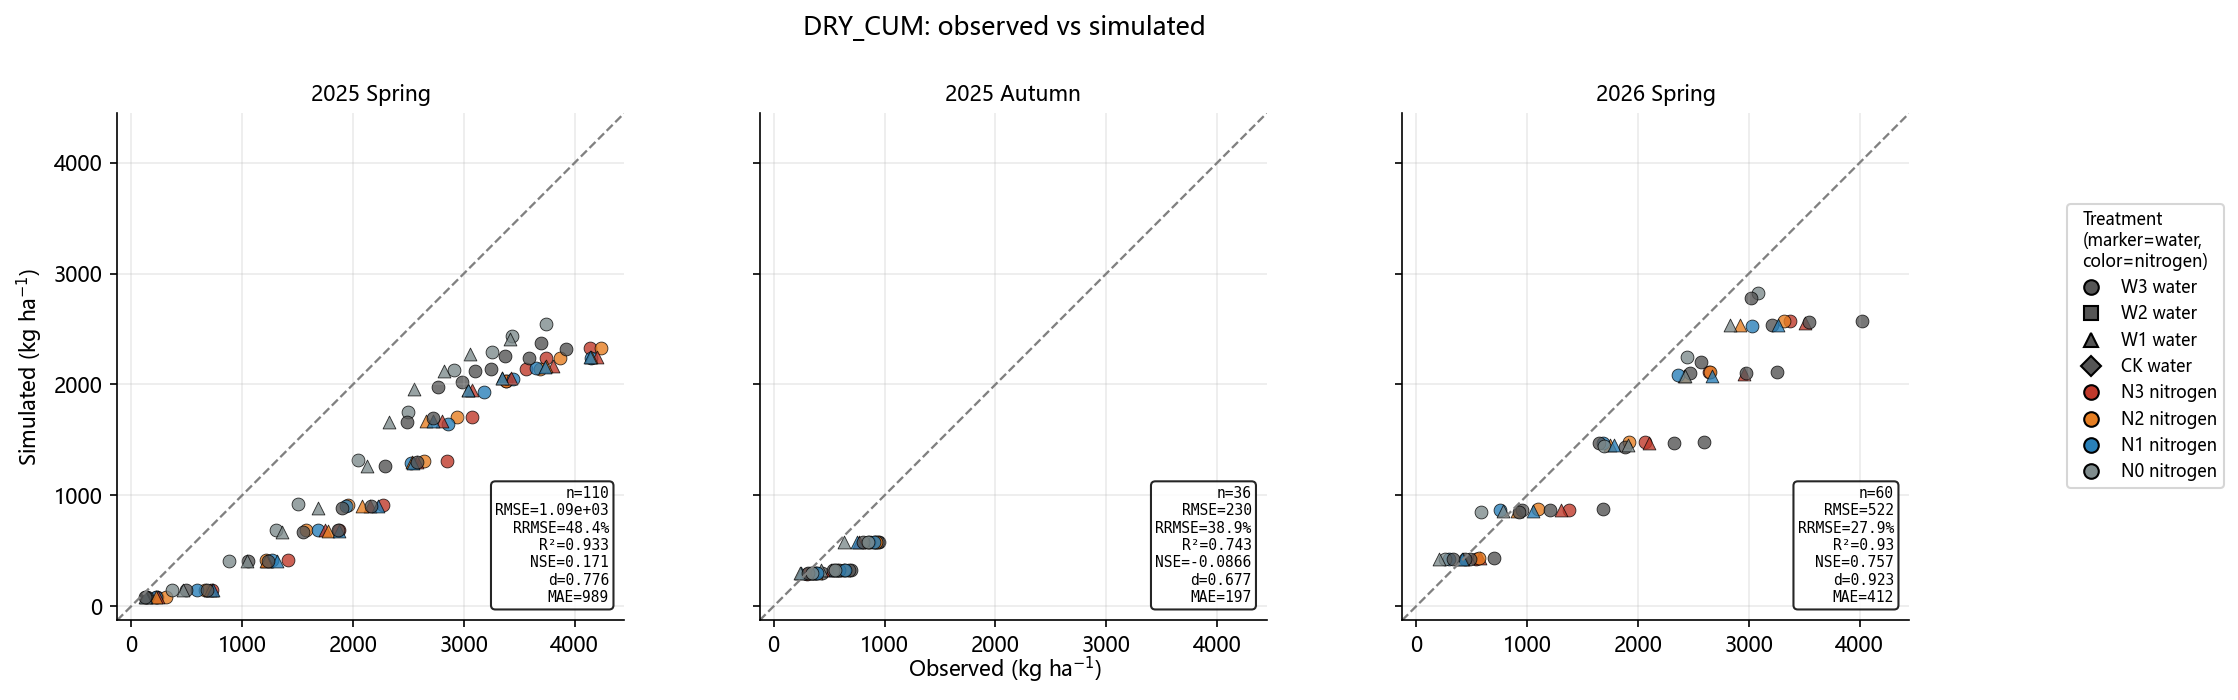 DRY_CUM: observed vs simulated
2025 Spring
2025 Autumn
2026 Spring
Simulated (kg ha⁻¹)
4000
3000
2000
1000
0
n=110
RMSE=1.09e+03
RRMSE=48.4%
R²=0.933
NSE=0.171
d=0.776
MAE=989
0 1000 2000 3000 4000
n=36
RMSE=230
RRMSE=38.9%
R²=0.743
NSE=-0.0866
d=0.677
MAE=197
0 1000 2000 3000 4000
n=60
RMSE=522
RRMSE=27.9%
R²=0.93
NSE=0.757
d=0.923
MAE=412
0 1000 2000 3000 4000
Observed (kg ha⁻¹)
Treatment
(marker=water,
color=nitrogen)
W3 water
W2 water
W1 water
CK water
N3 nitrogen
N2 nitrogen
N1 nitrogen
N0 nitrogen